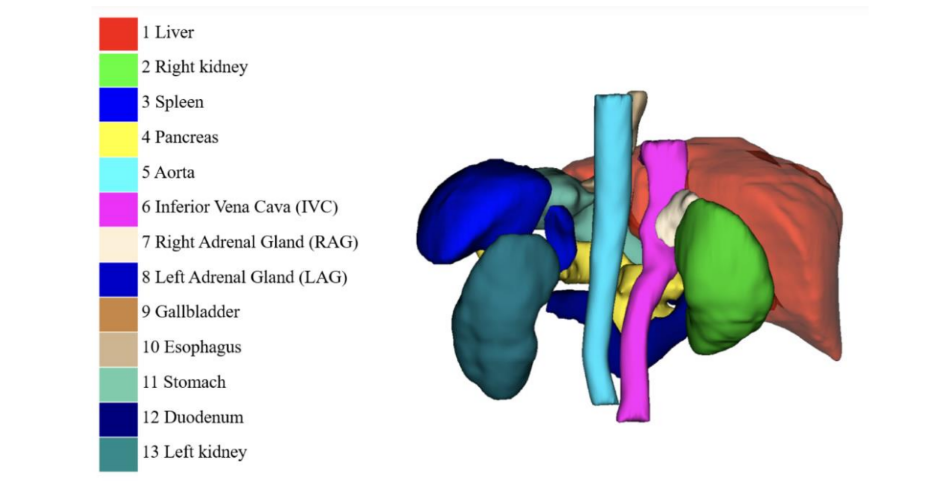 1 Liver
2 Right kidney
3 Spleen
4 Pancreas
5 Aorta
6 Inferior Vena Cava (IVC)
7 Right Adrenal Gland (RAG)
8 Left Adrenal Gland (LAG)
9 Gallbladder
10 Esophagus
11 Stomach
12 Duodenum
13 Left kidney